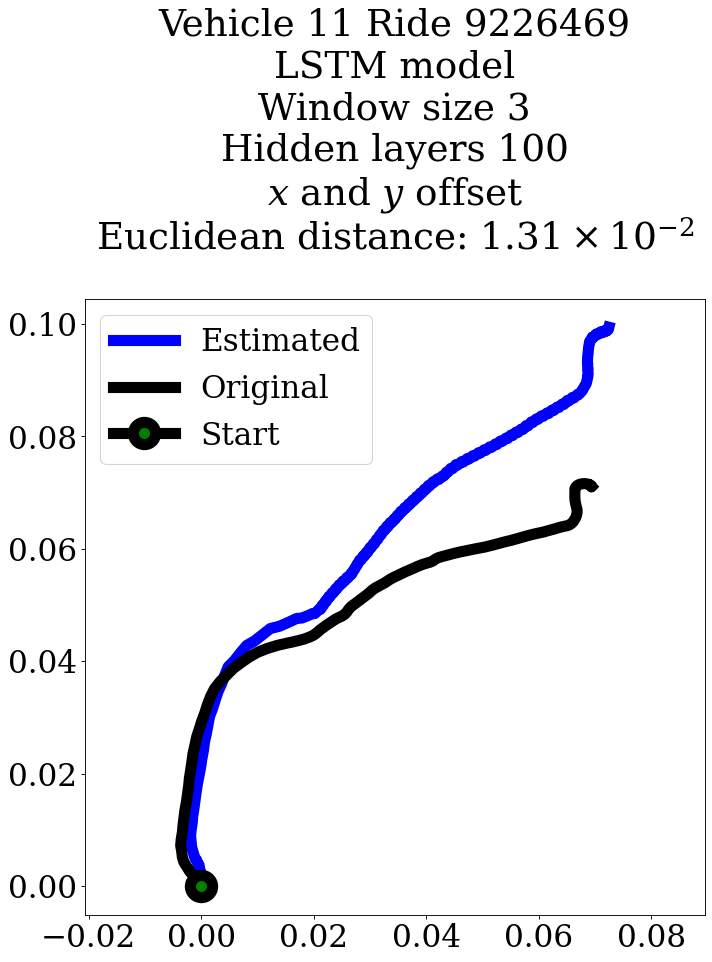 Vehicle 11 Ride 9226469
LSTM model
Window size 3
Hidden layers 100
x and y offset
Euclidean distance: 1.31 × 10⁻²
Estimated
Original
Start
0.10
0.08
0.06
0.04
0.02
0.00
−0.02 0.00 0.02 0.04 0.06 0.08